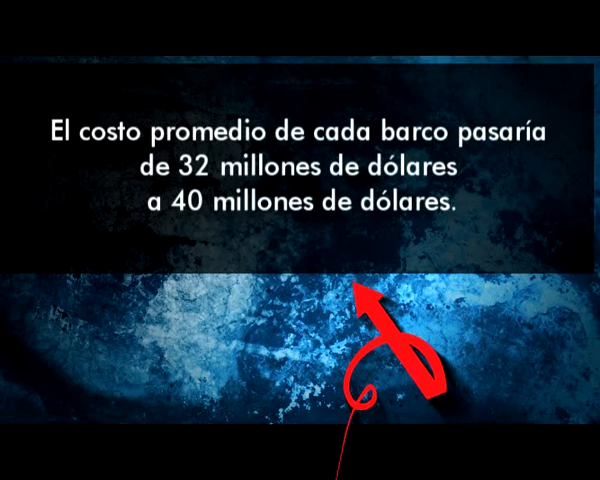 El costo promedio de cada barco pasaría
de 32 millones de dólares
a 40 millones de dólares.